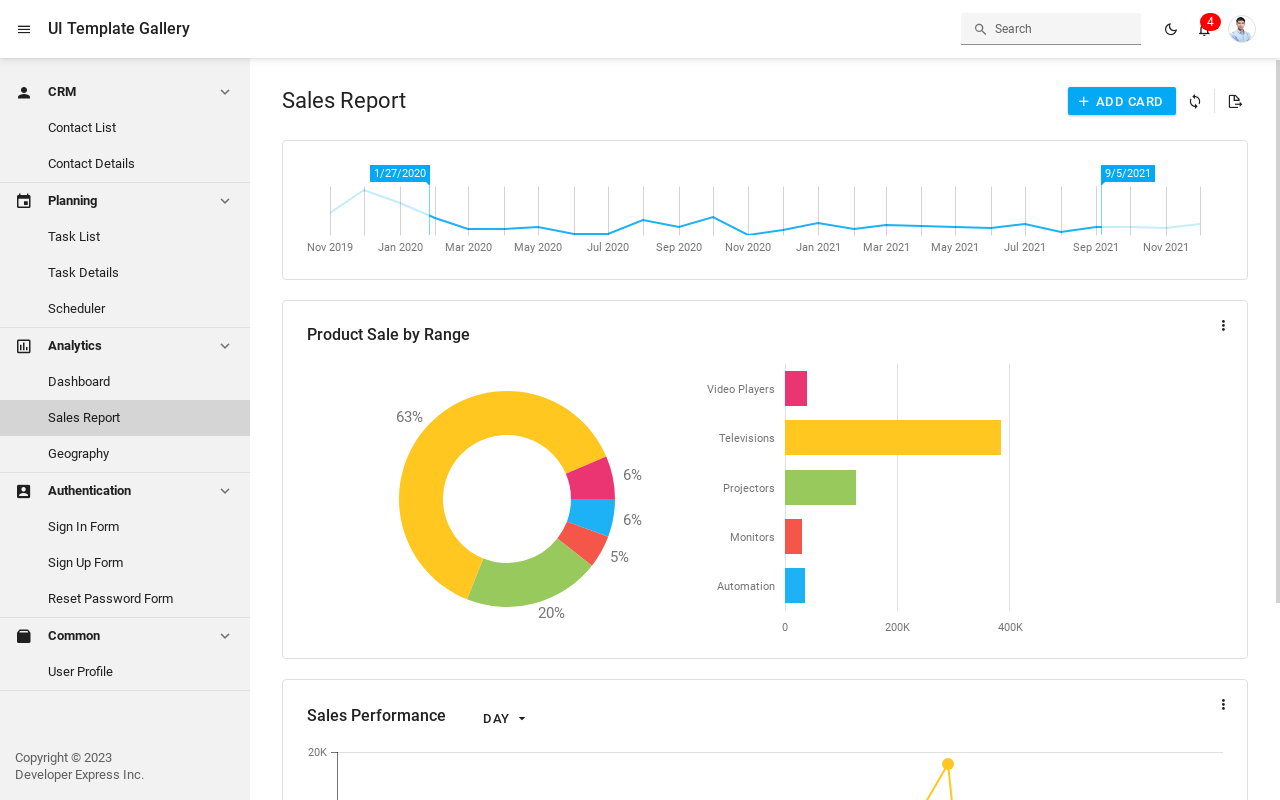 UI Template Gallery
Search
4
CRM
Contact List
Contact Details
Planning
Task List
Task Details
Scheduler
Analytics
Dashboard
Sales Report
Geography
Authentication
Sign In Form
Sign Up Form
Reset Password Form
Common
User Profile
Copyright © 2023
Developer Express Inc.
Sales Report
ADD CARD
1/27/2020
9/5/2021
Nov 2019 Jan 2020 Mar 2020 May 2020 Jul 2020 Sep 2020 Nov 2020 Jan 2021 Mar 2021 May 2021 Jul 2021 Sep 2021 Nov 2021
Product Sale by Range
63%
6%
6%
5%
20%
Video Players
Televisions
Projectors
Monitors
Automation
0 200K 400K
Sales Performance
DAY
20K